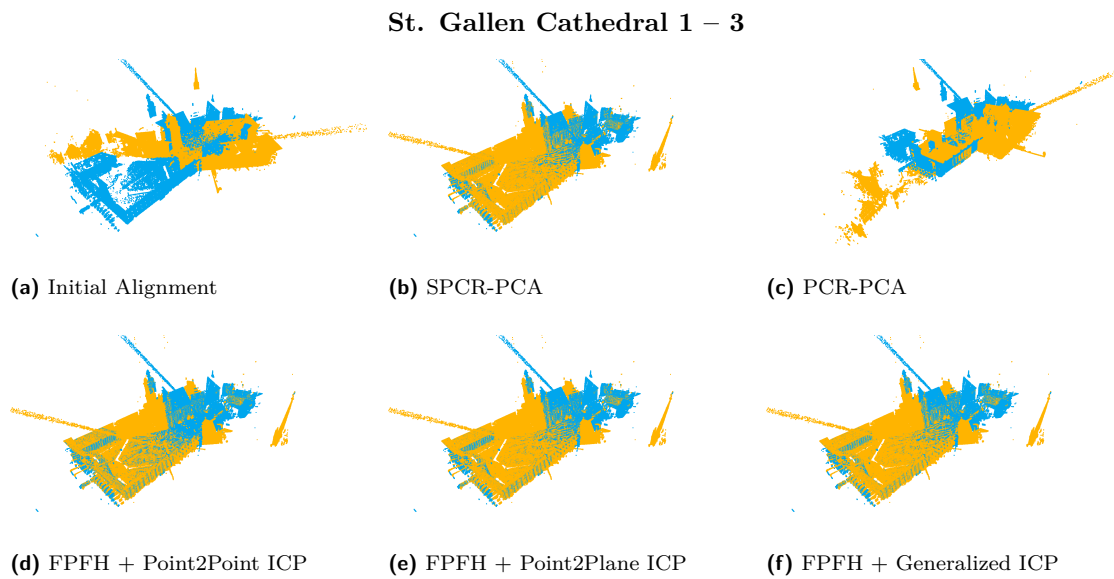 St. Gallen Cathedral 1 – 3
(a) Initial Alignment
(b) SPCR-PCA
(c) PCR-PCA
(d) FPFH + Point2Point ICP
(e) FPFH + Point2Plane ICP
(f) FPFH + Generalized ICP